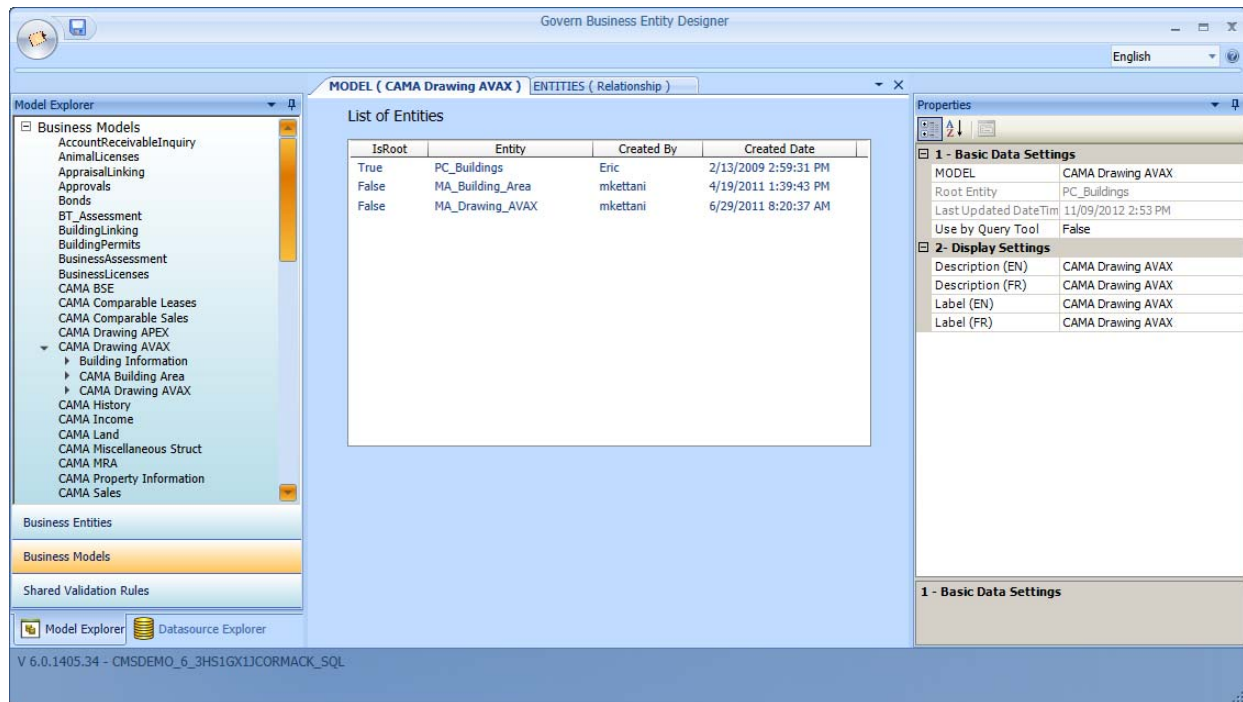 Govern Business Entity Designer
English
MODEL ( CAMA Drawing AVAX ) ENTITIES ( Relationship )
Model Explorer
Business Models
AccountReceivableInquiry
AnimalLicenses
AppraisalLinking
Approvals
Bonds
BT_Assessment
BuildingLinking
BuildingPermits
BusinessAssessment
BusinessLicenses
CAMA BSE
CAMA Comparable Leases
CAMA Comparable Sales
CAMA Drawing APEX
CAMA Drawing AVAX
Building Information
CAMA Building Area
CAMA Drawing AVAX
CAMA History
CAMA Income
CAMA Land
CAMA Miscellaneous Struct
CAMA MRA
CAMA Property Information
CAMA Sales
Business Entities
Business Models
Shared Validation Rules
Model Explorer Datasource Explorer
List of Entities
IsRoot Entity Created By Created Date
True PC_Buildings Eric 2/13/2009 2:59:31 PM
False MA_Building_Area mkettani 4/19/2011 1:39:43 PM
False MA_Drawing_AVAX mkettani 6/29/2011 8:20:37 AM
Properties
1 - Basic Data Settings
MODEL CAMA Drawing AVAX
Root Entity PC_Buildings
Last Updated DateTim 11/09/2012 2:53 PM
Use by Query Tool False
2- Display Settings
Description (EN) CAMA Drawing AVAX
Description (FR) CAMA Drawing AVAX
Label (EN) CAMA Drawing AVAX
Label (FR) CAMA Drawing AVAX
1 - Basic Data Settings
V 6.0.1405.34 - CMSDEMO_6_3HS1GX1JCORMACK_SQL